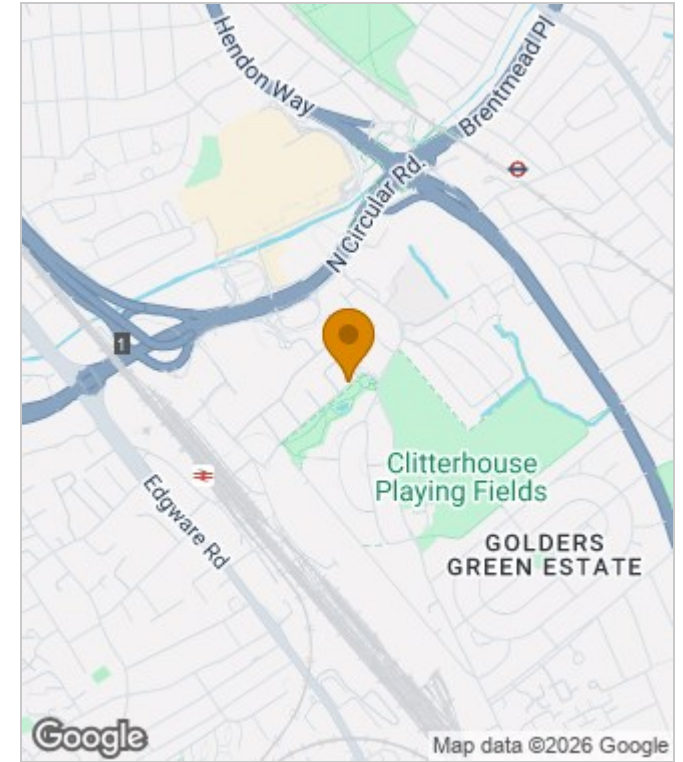 Hendon Way
Brentmead Pl
N Circular Rd.
1
Clitterhouse
Playing Fields
Edgware Rd
GOLDERS
GREEN ESTATE
Google
Map data ©2026 Google